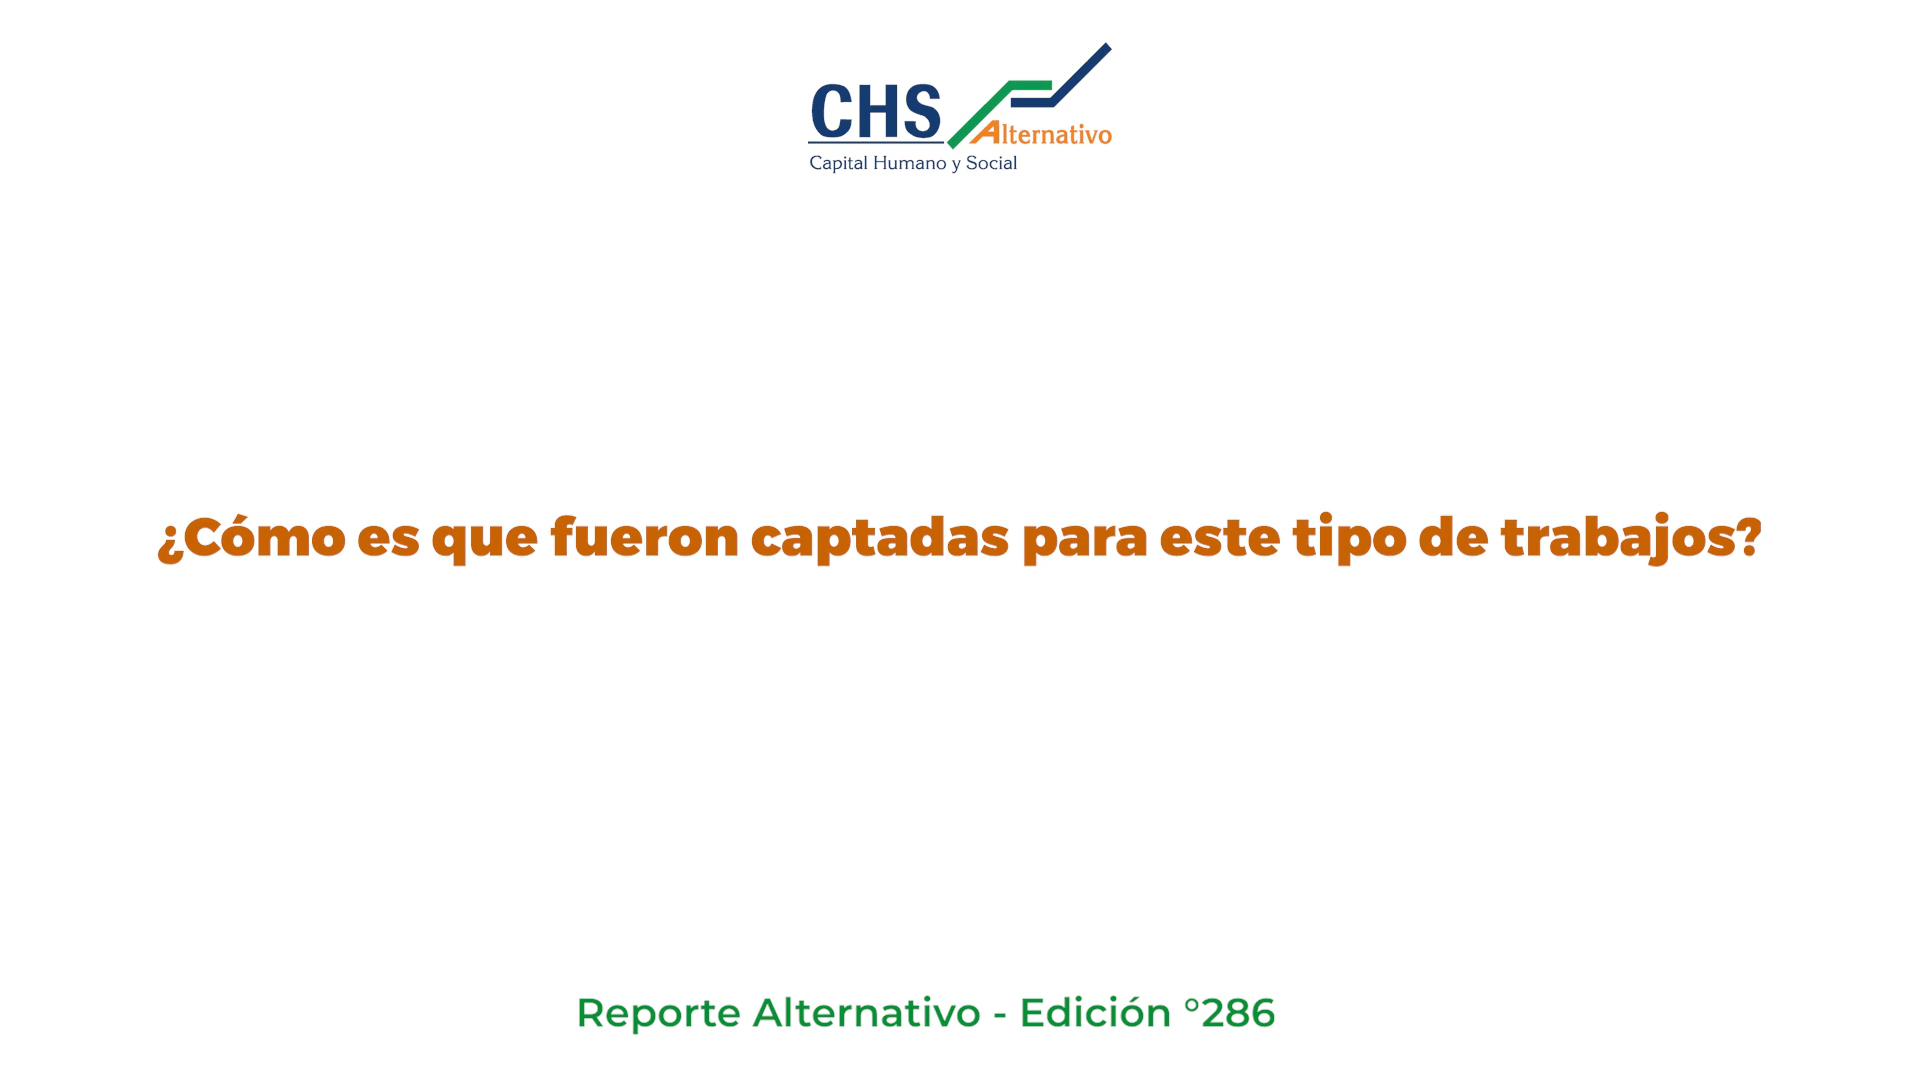 CHS
Alternativo
Capital Humano y Social
¿Cómo es que fueron captadas para este tipo de trabajos?
Reporte Alternativo - Edición °286